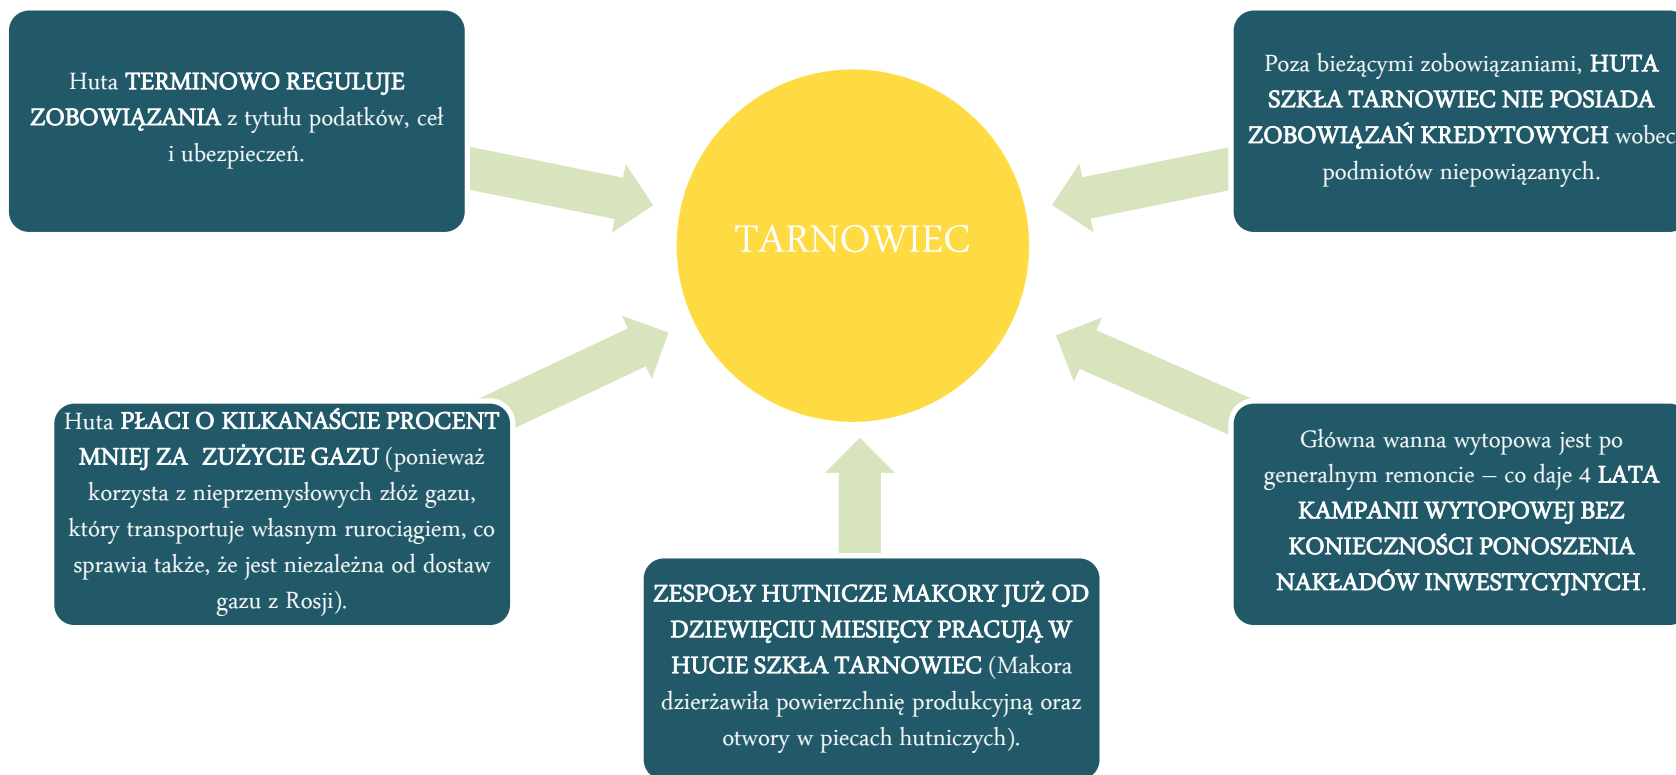 Huta TERMINOWO REGULUJE
ZOBOWIĄZANIA z tytułu podatków, ceł
i ubezpieczeń.
TARNOWIEC
Poza bieżącymi zobowiązaniami, HUTA
SZKŁA TARNOWIEC NIE POSIADA
ZOBOWIĄZAŃ KREDYTOWYCH wobec
podmiotów niepowiązanych.
Huta PŁACI O KILKANAŚCIE PROCENT
MNIEJ ZA ZUŻYCIE GAZU (ponieważ
korzysta z nieprzemysłowych złóż gazu,
który transportuje własnym rurociągiem, co
sprawia także, że jest niezależna od dostaw
gazu z Rosji).
ZESPOŁY HUTNICZE MAKORY JUŻ OD
DZIEWIĘCIU MIESIĘCY PRACUJĄ W
HUCIE SZKŁA TARNOWIEC (Makora
dzierżawiła powierzchnię produkcyjną oraz
otwory w piecach hutniczych).
Główna wanna wytopowa jest po
generalnym remoncie – co daje 4 LATA
KAMPANII WYTOPOWEJ BEZ
KONIECZNOŚCI PONOSZENIA
NAKŁADÓW INWESTYCYJNYCH.